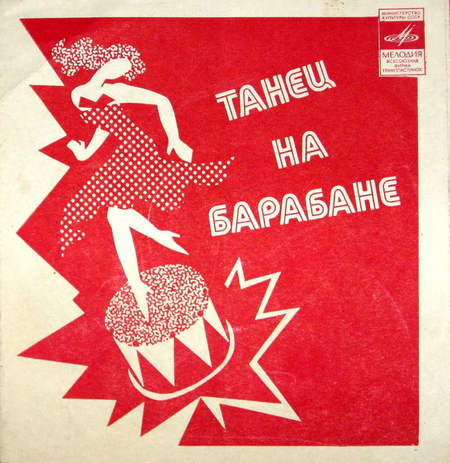 МИНИСТЕРСТВО
КУЛЬТУРЫ СССР
МЕЛОДИЯ
ВСЕСОЮЗНАЯ
ФИРМА
ГРАМПЛАСТИНОК
ТАНЕЦ
НА
БАРАБАНЕ